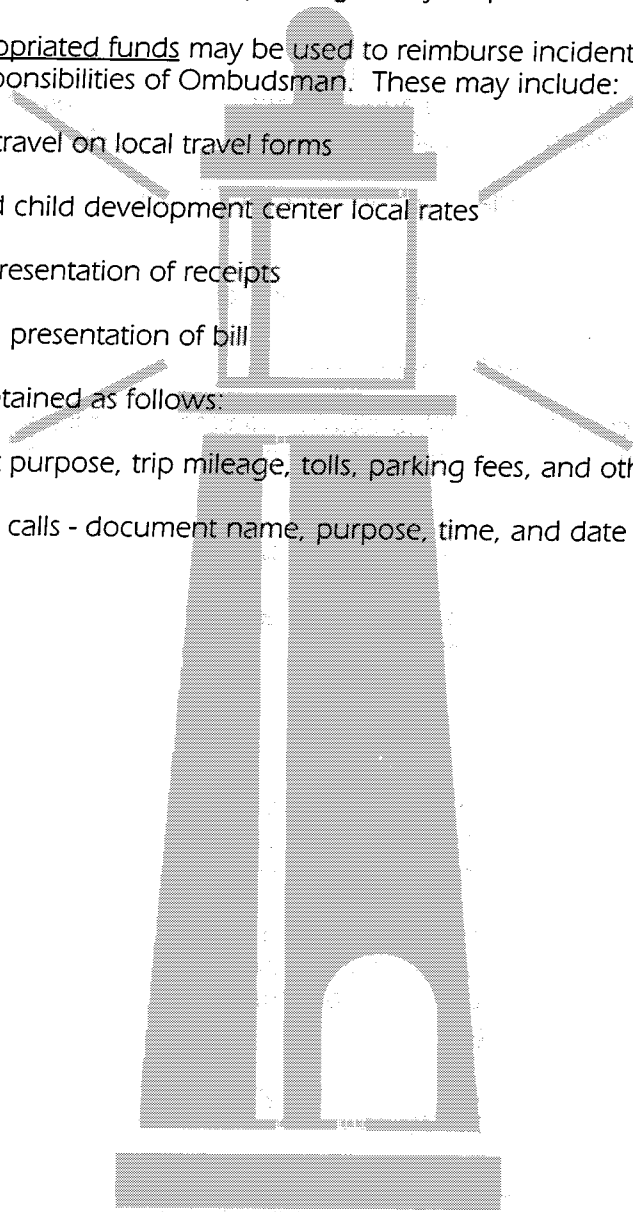 opriated funds may be used to reimburse incident
ponsibilities of Ombudsman. These may include:
travel on local travel forms
d child development center local rates
resentation of receipts
presentation of bill
tained as follows:
t purpose, trip mileage, tolls, parking fees, and oth
calls - document name, purpose, time, and date